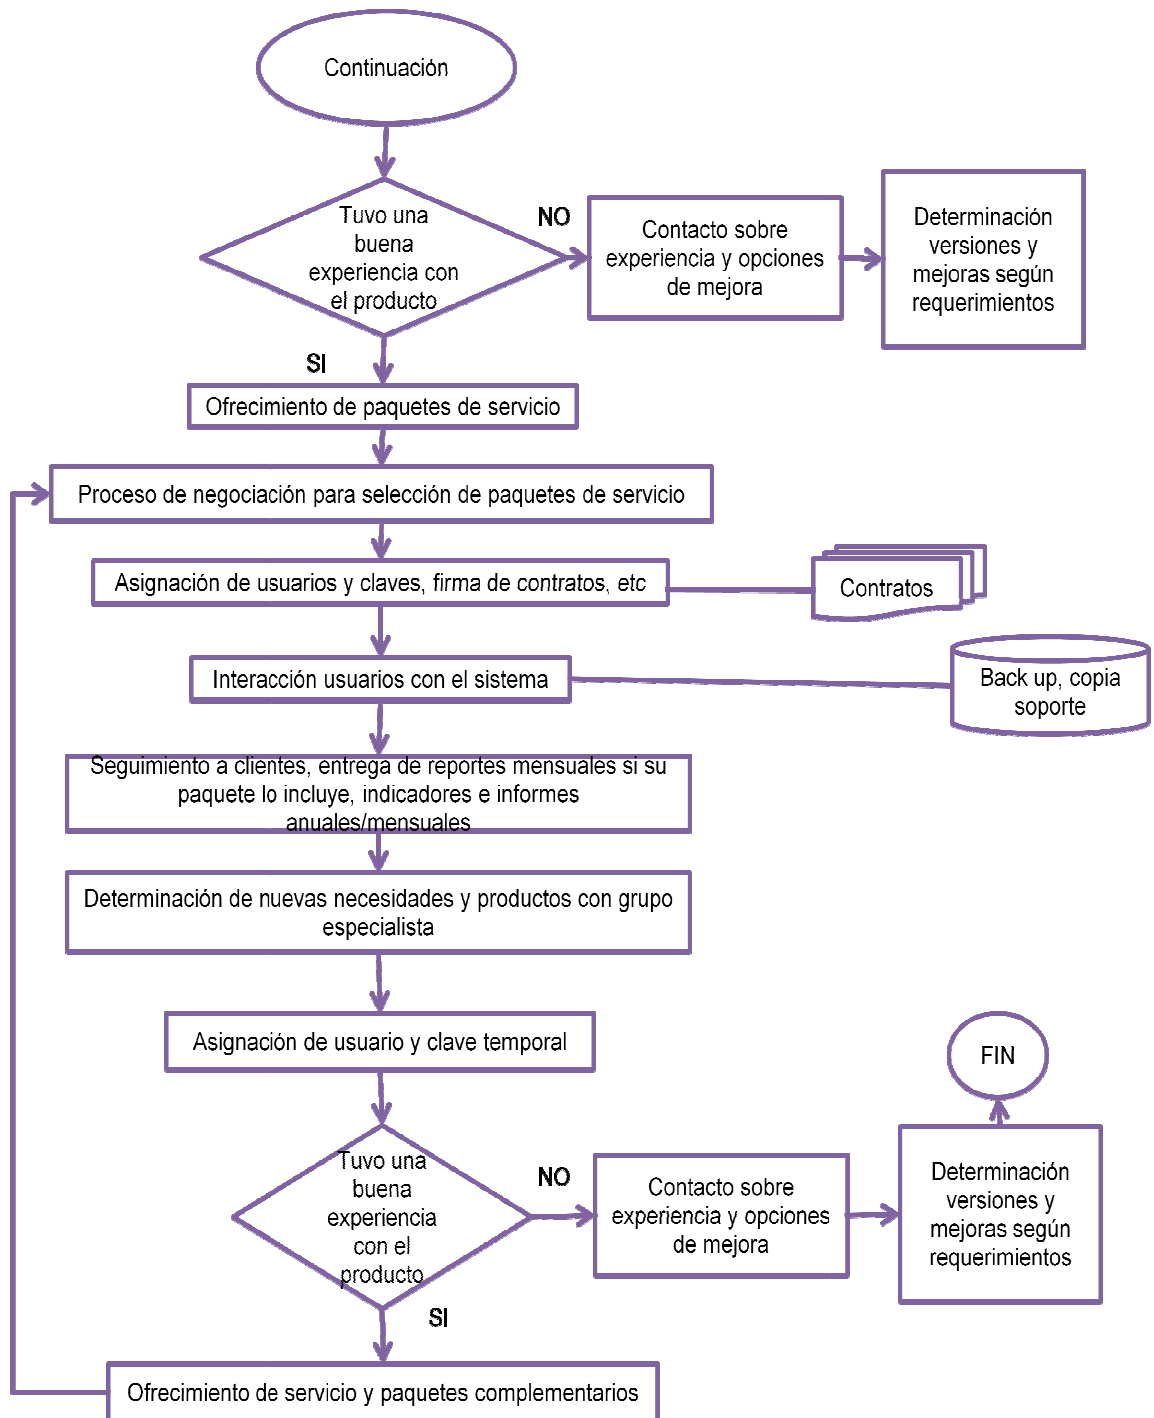 Continuación
Tuvo una
buena
experiencia con
el producto
NO
Contacto sobre
experiencia y opciones
de mejora
Determinación
versiones y
mejoras según
requerimientos
SI
Ofrecimiento de paquetes de servicio
Proceso de negociación para selección de paquetes de servicio
Asignación de usuarios y claves, firma de contratos, etc
Contratos
Interacción usuarios con el sistema
Back up, copia
soporte
Seguimiento a clientes, entrega de reportes mensuales si su
paquete lo incluye, indicadores e informes
anuales/mensuales
Determinación de nuevas necesidades y productos con grupo
especialista
Asignación de usuario y clave temporal
FIN
Tuvo una
buena
experiencia
con el
producto
NO
Contacto sobre
experiencia y opciones
de mejora
Determinación
versiones y
mejoras según
requerimientos
SI
Ofrecimiento de servicio y paquetes complementarios